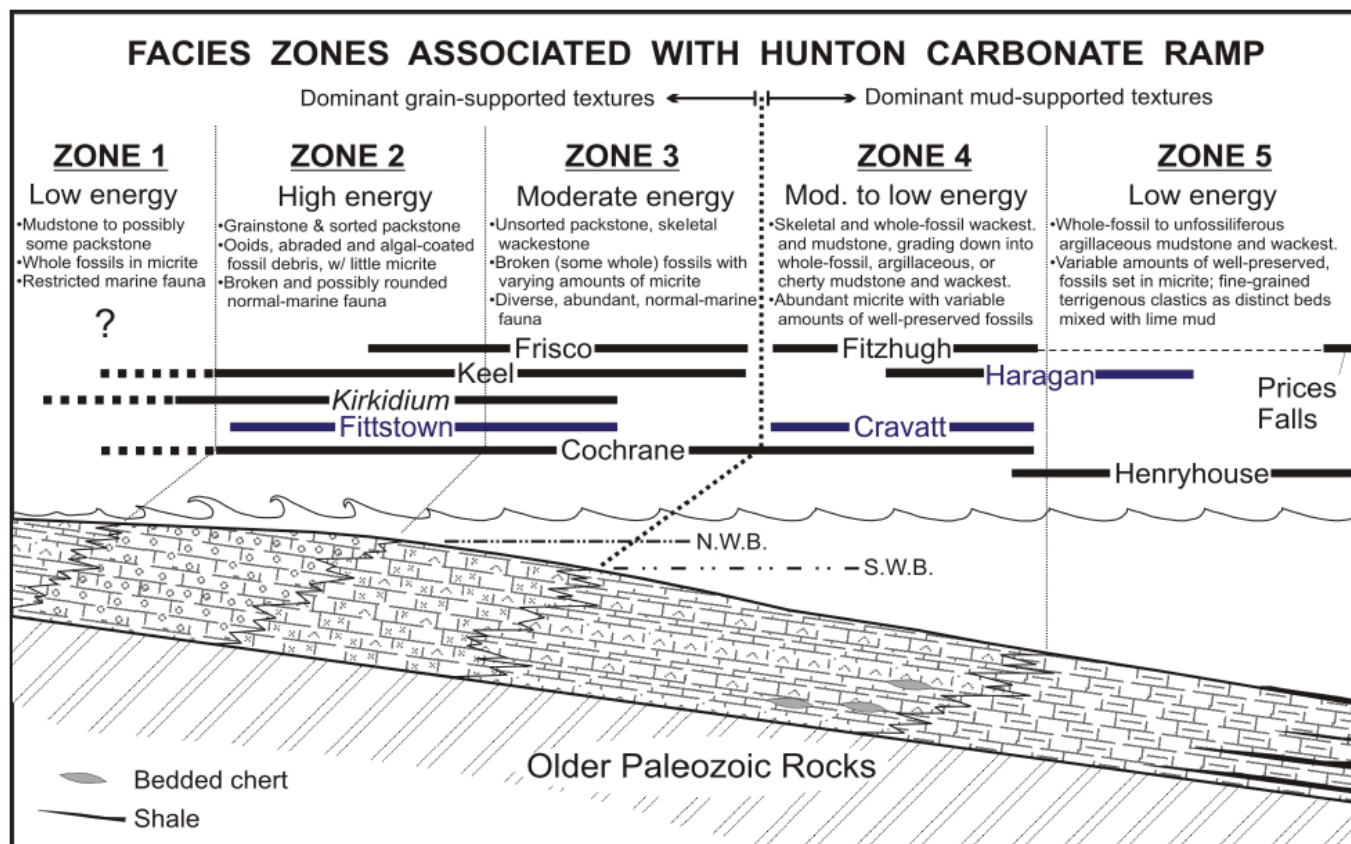 FACIES ZONES ASSOCIATED WITH HUNTON CARBONATE RAMP
Dominant grain-supported textures
Dominant mud-supported textures
ZONE 1
Low energy
•Mudstone to possibly
some packstone
•Whole fossils in micrite
•Restricted marine fauna
?
ZONE 2
High energy
•Grainstone & sorted packstone
•Ooids, abraded and algal-coated
fossil debris, w/ little micrite
•Broken and possibly rounded
normal-marine fauna
ZONE 3
Moderate energy
•Unsorted packstone, skeletal
wackestone
•Broken (some whole) fossils with
varying amounts of micrite
•Diverse, abundant, normal-marine
fauna
ZONE 4
Mod. to low energy
•Skeletal and whole-fossil wackest.
and mudstone, grading down into
whole-fossil, argillaceous, or
cherty mudstone and wackest.
•Abundant micrite with variable
amounts of well-preserved fossils
ZONE 5
Low energy
•Whole-fossil to unfossiliferous
argillaceous mudstone and wackest.
•Variable amounts of well-preserved,
fossils set in micrite; fine-grained
terrigenous clastics as distinct beds
mixed with lime mud
Frisco
Fitzhugh
Keel
Haragan
Prices
Falls
Kirkidium
Fittstown
Cravatt
Cochrane
Henryhouse
N.W.B.
S.W.B.
Older Paleozoic Rocks
Bedded chert
Shale